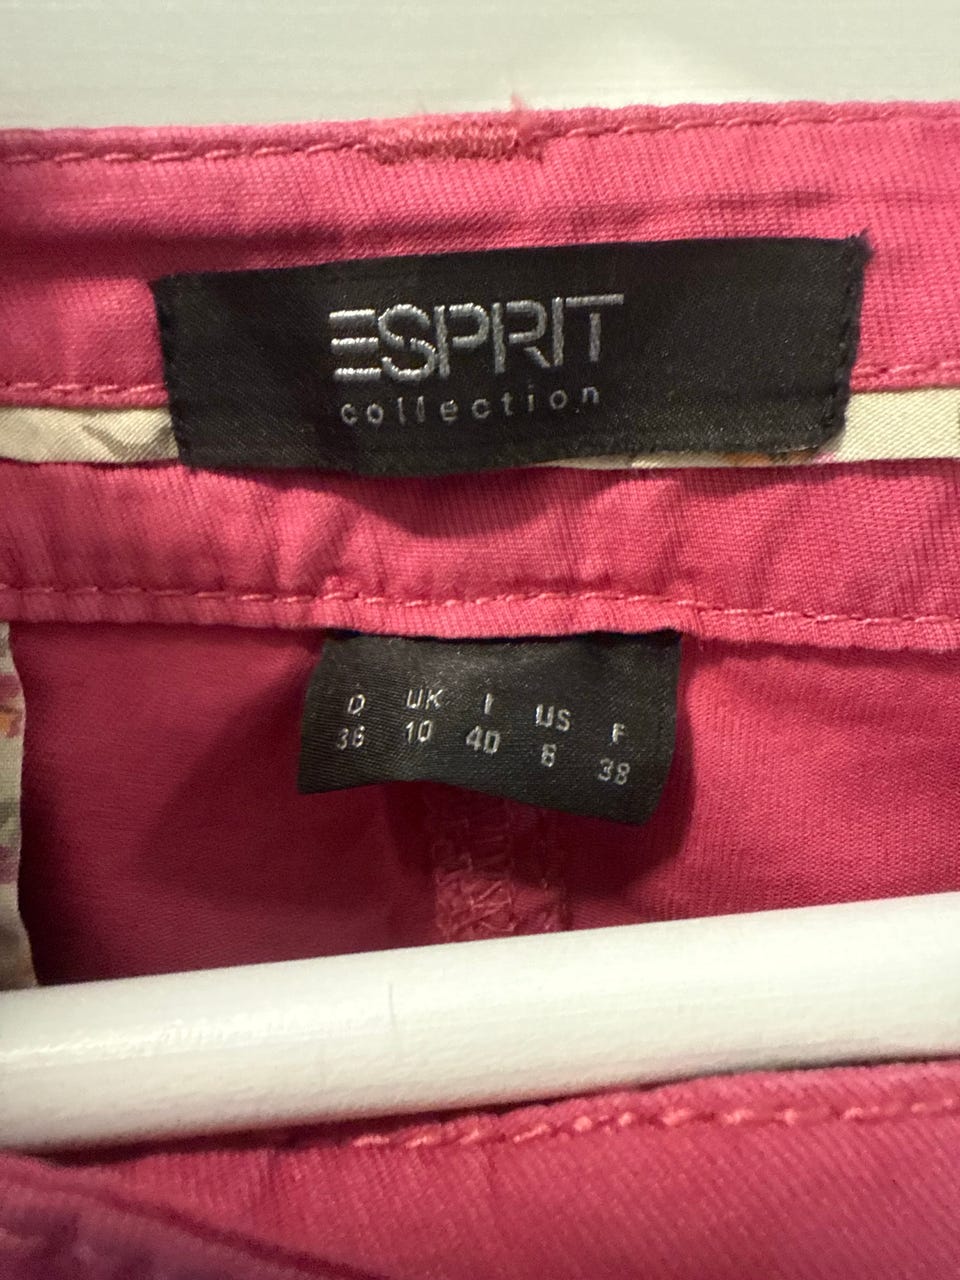 ESPRIT
collection
D UK I US F
36 10 40 6 38